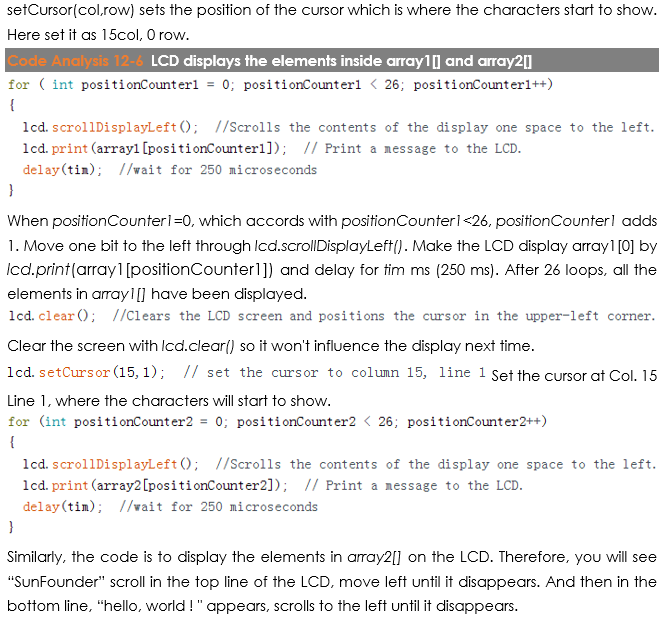 setCursor(col,row) sets the position of the cursor which is where the characters start to show.
Here set it as 15col, 0 row.
Code Analysis 12-6 LCD displays the elements inside array1[] and array2[]
for ( int positionCounter1 = 0; positionCounter1 < 26; positionCounter1++)
{
lcd.scrollDisplayLeft(); //Scrolls the contents of the display one space to the left.
lcd.print(array1[positionCounter1]); // Print a message to the LCD.
delay(tim); //wait for 250 microseconds
}
When positionCounter1=0, which accords with positionCounter1<26, positionCounter1 adds
1. Move one bit to the left through lcd.scrollDisplayLeft(). Make the LCD display array1[0] by
lcd.print(array1[positionCounter1]) and delay for tim ms (250 ms). After 26 loops, all the
elements in array1[] have been displayed.
lcd.clear(); //Clears the LCD screen and positions the cursor in the upper-left corner.
Clear the screen with lcd.clear() so it won't influence the display next time.
lcd.setCursor(15,1); // set the cursor to column 15, line 1 Set the cursor at Col. 15
Line 1, where the characters will start to show.
for (int positionCounter2 = 0; positionCounter2 < 26; positionCounter2++)
{
lcd.scrollDisplayLeft(); //Scrolls the contents of the display one space to the left.
lcd.print(array2[positionCounter2]); // Print a message to the LCD.
delay(tim); //wait for 250 microseconds
}
Similarly, the code is to display the elements in array2[] on the LCD. Therefore, you will see
“SunFounder” scroll in the top line of the LCD, move left until it disappears. And then in the
bottom line, “hello, world ! ” appears, scrolls to the left until it disappears.